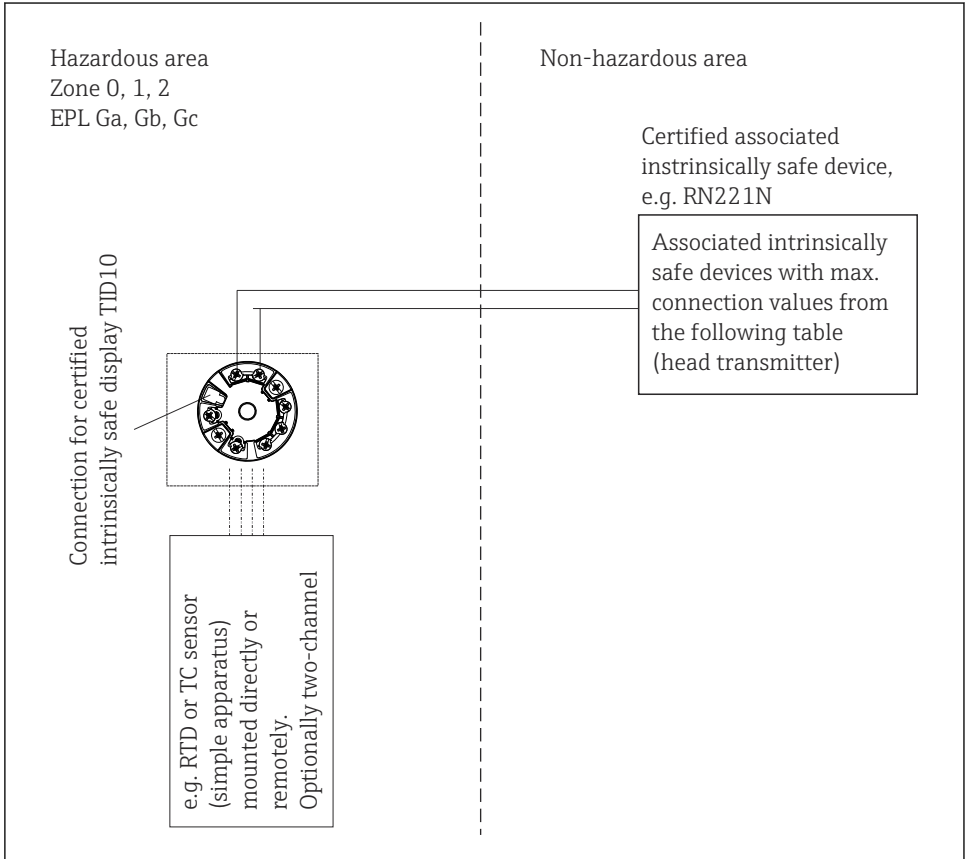 Hazardous area
Zone 0, 1, 2
EPL Ga, Gb, Gc
Non-hazardous area
Certified associated
instrinsically safe device,
e.g. RN221N
Associated intrinsically
safe devices with max.
connection values from
the following table
(head transmitter)
Connection for certified
intrinsically safe display TID10
e.g. RTD or TC sensor
(simple apparatus)
mounted directly or
remotely.
Optionally two-channel